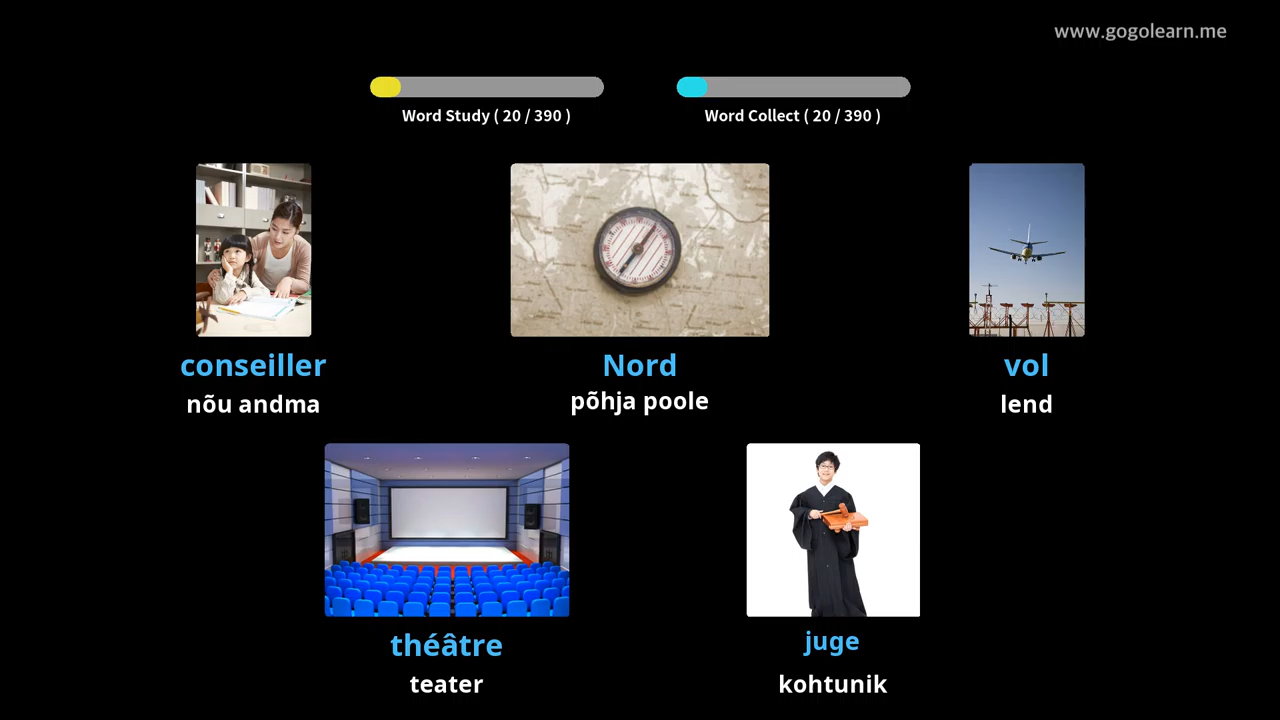 www.gogolearn.me
Word Study ( 20 / 390 )
Word Collect ( 20 / 390 )
conseiller
nõu andma
Nord
põhja poole
vol
lend
théâtre
teater
juge
kohtunik